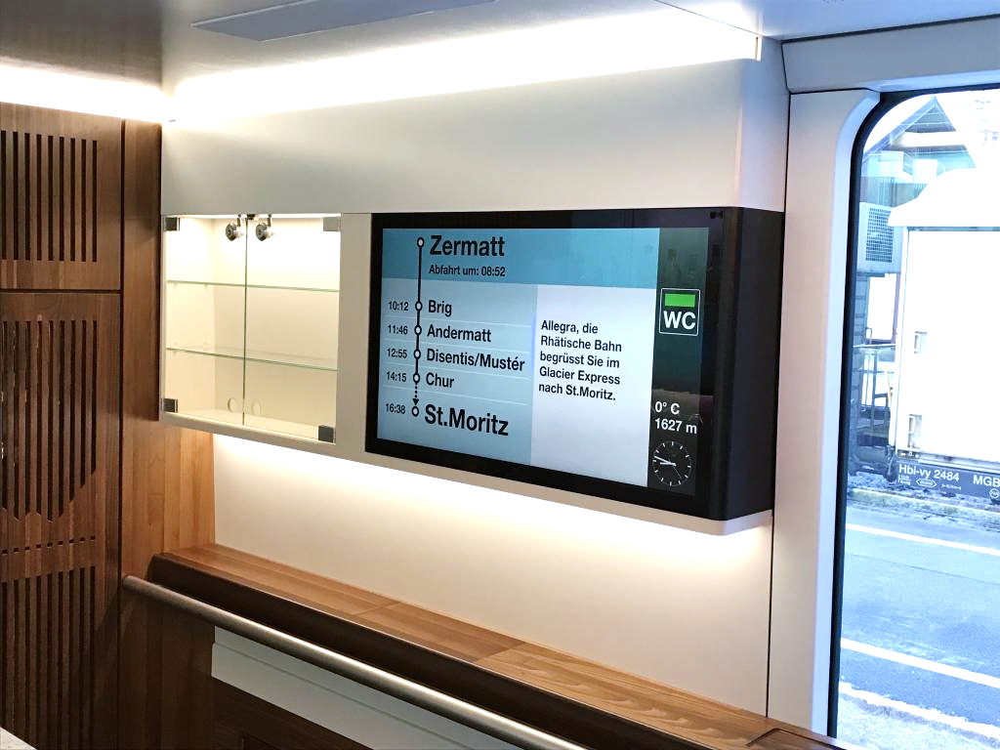 Zermatt
Abfahrt um: 08:52
10:12 Brig
11:46 Andermatt
12:55 Disentis/Mustér
14:15 Chur
16:38 St.Moritz
Allegra, die
Rhätische Bahn
begrüsst Sie im
Glacier Express
nach St.Moritz.
WC
0° C
1627 m
Hbi-vy 2484 MGB